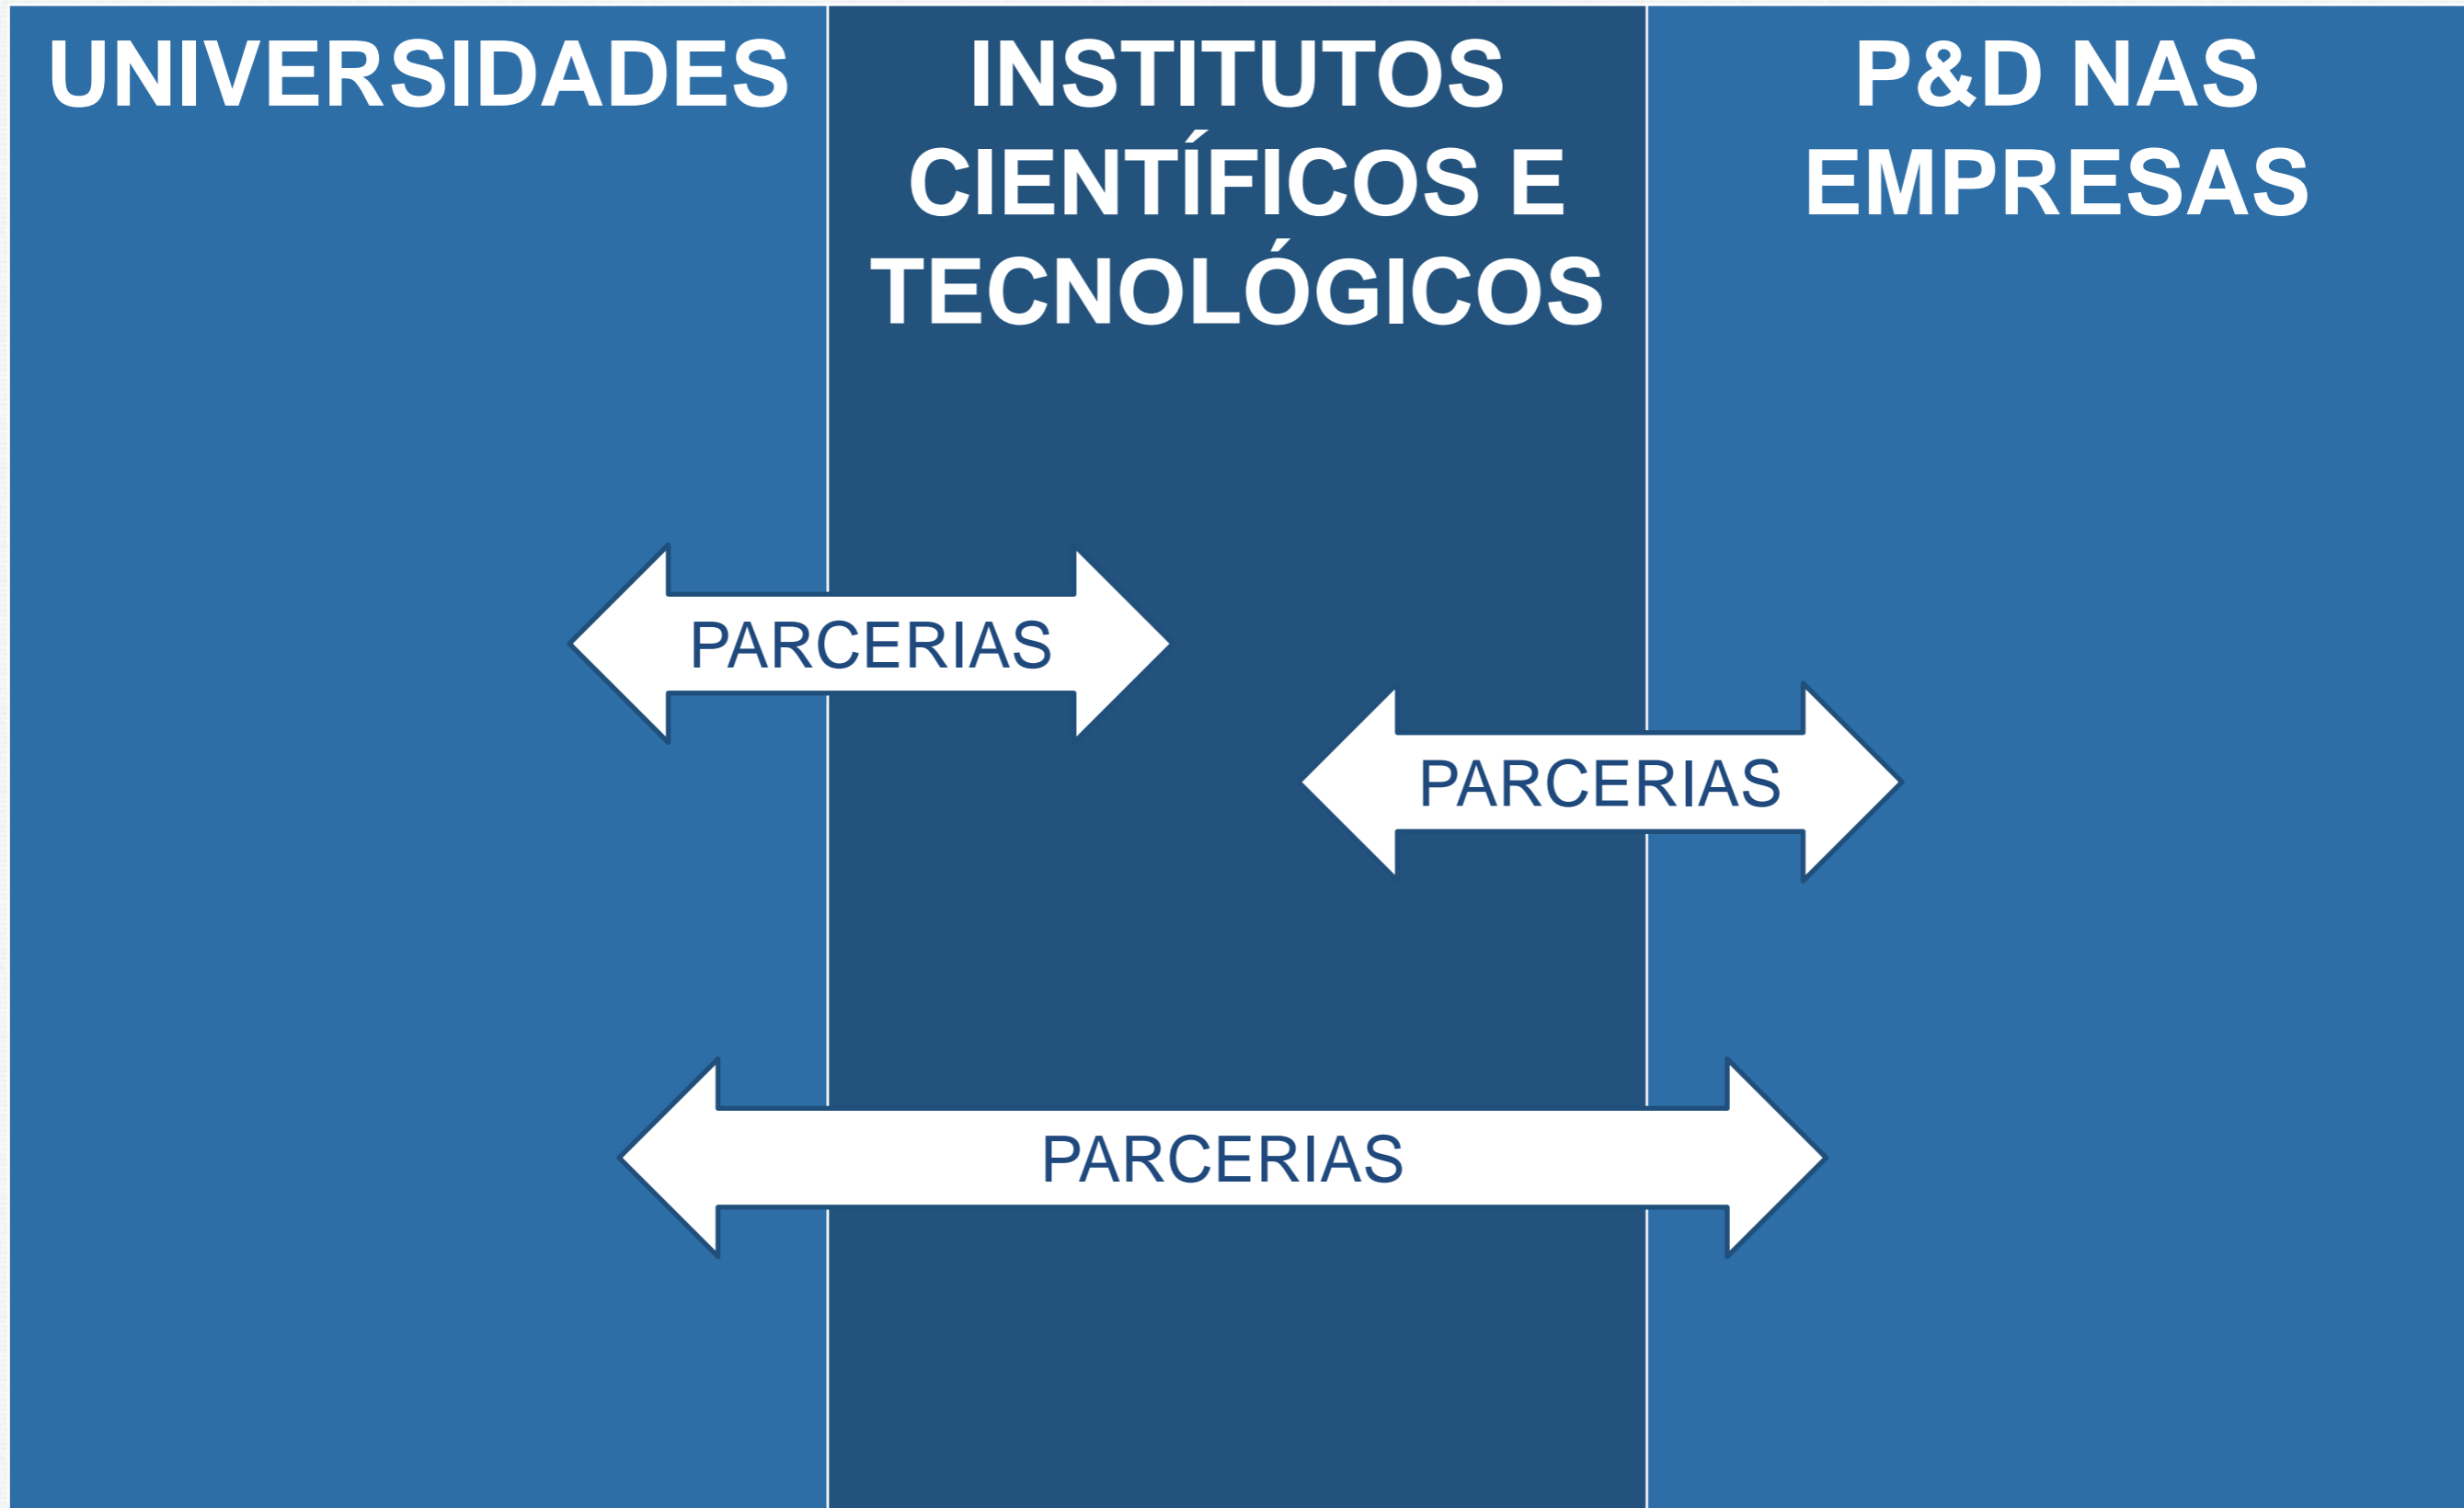 UNIVERSIDADES
INSTITUTOS
CIENTÍFICOS E
TECNOLÓGICOS
P&D NAS
EMPRESAS
PARCERIAS
PARCERIAS
PARCERIAS